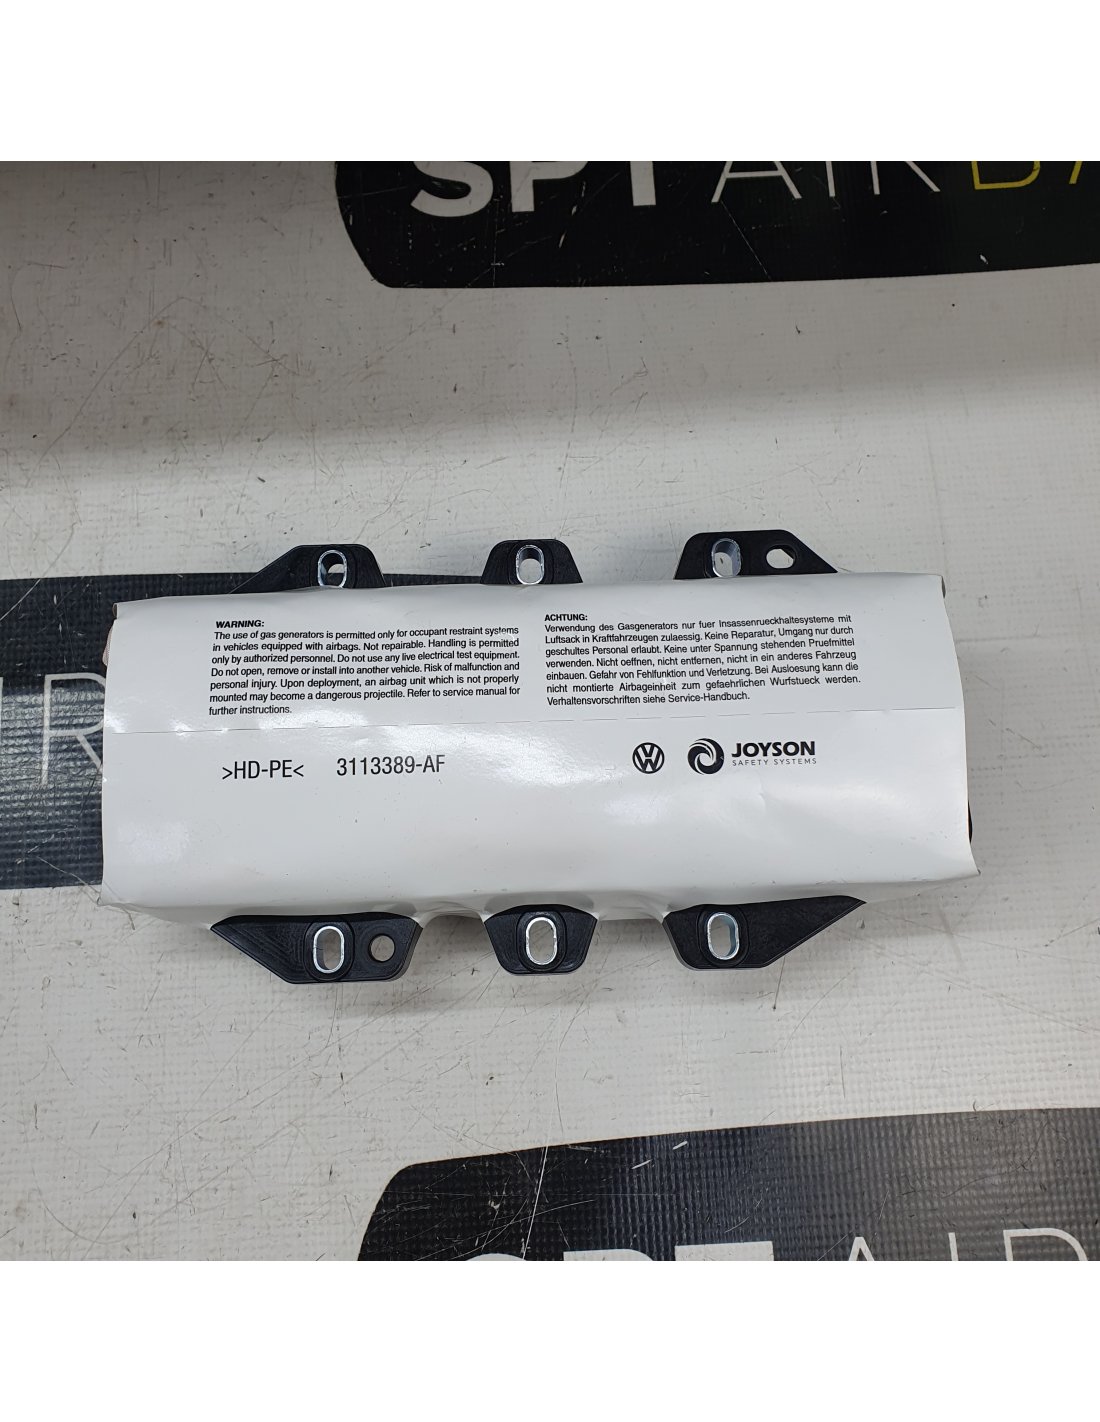 SPT AIRBA
WARNING:
The use of gas generators is permitted only for occupant restraint systems
in vehicles equipped with airbags. Not repairable. Handling is permitted
only by authorized personnel. Do not use any live electrical test equipment.
Do not open, remove or install into another vehicle. Risk of malfunction and
personal injury. Upon deployment, an airbag unit which is not properly
mounted may become a dangerous projectile. Refer to service manual for
further instructions.
ACHTUNG:
Verwendung des Gasgenerators nur fuer Insassenrueckhaltesysteme mit
Luftsack in Kraftfahrzeugen zulaessig. Keine Reparatur, Umgang nur durch
geschultes Personal erlaubt. Keine unter Spannung stehenden Pruefmittel
verwenden. Nicht oeffnen, nicht entfernen, nicht in ein anderes Fahrzeug
einbauen. Gefahr von Fehlfunktion und Verletzung. Bei Ausloesung kann die
nicht montierte Airbageinheit zum gefaehrlichen Wurfstueck werden.
Verhaltensvorschriften siehe Service-Handbuch.
>HD-PE< 3113389-AF
VW JOYSON
SAFETY SYSTEMS
IR
SPT AIR